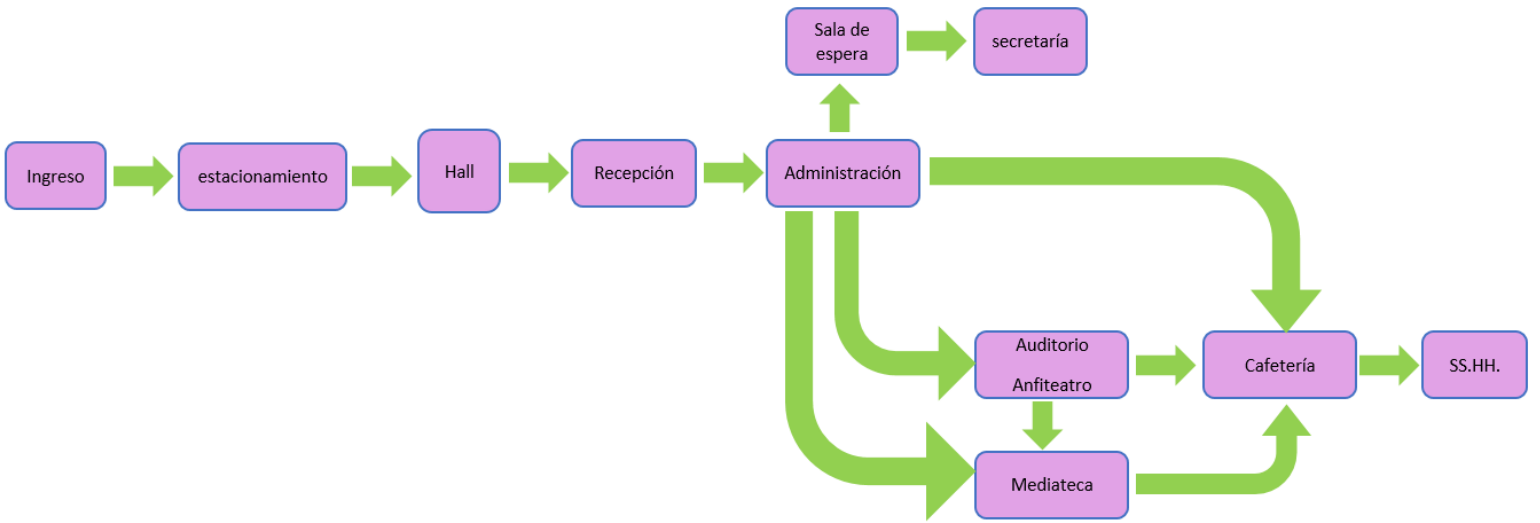 Sala de
espera
secretaría
Ingreso
estacionamiento
Hall
Recepción
Administración
Auditorio
Anfiteatro
Cafetería
SS.HH.
Mediateca